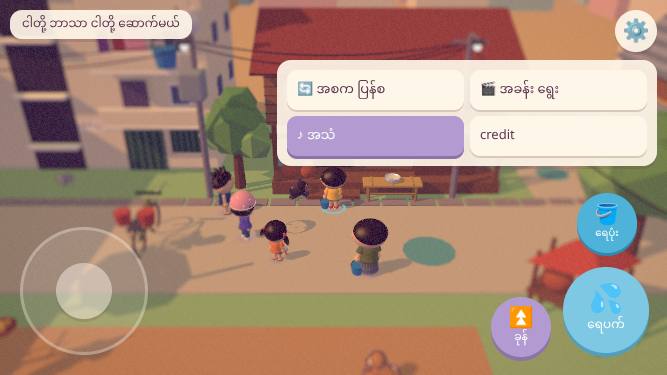 ငါတို့ ဘာသာ ငါတို့ ဆောက်မယ်
အစက ပြန်စ
အခန်း ရွေး
♪ အသံ
credit
ရေပုံး
ရေပက်
ခုန်